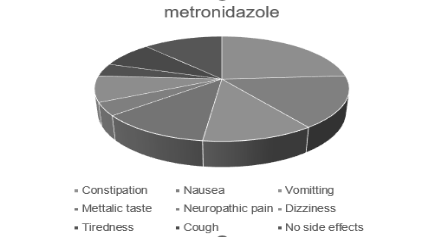 metronidazole
Constipation Nausea Vomitting
Mettalic taste Neuropathic pain Dizziness
Tiredness Cough No side effects